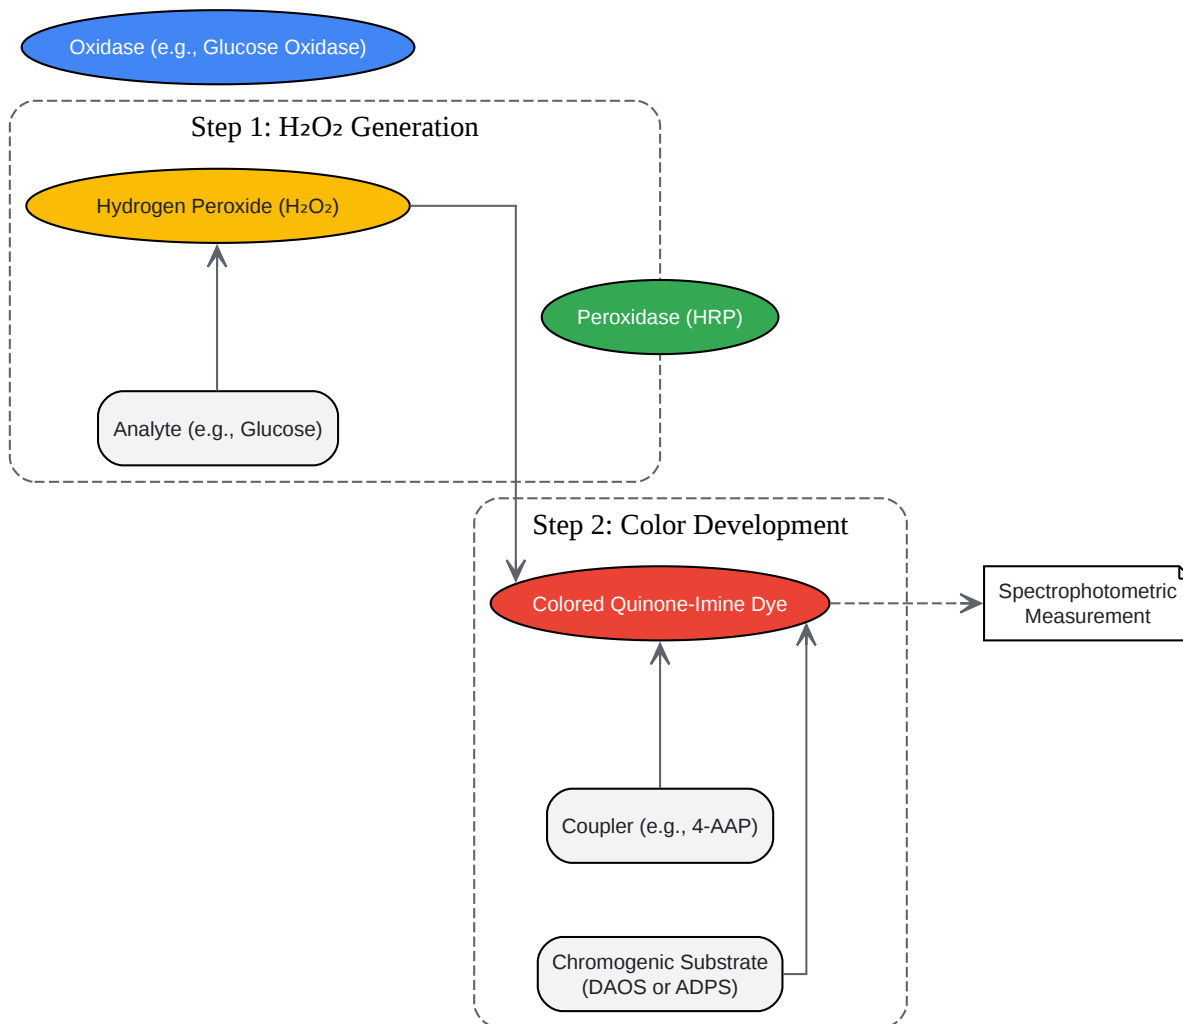 Oxidase (e.g., Glucose Oxidase)
Step 1: H₂O₂ Generation
Hydrogen Peroxide (H₂O₂)
Peroxidase (HRP)
Analyte (e.g., Glucose)
Step 2: Color Development
Colored Quinone-Imine Dye
Spectrophotometric
Measurement
Coupler (e.g., 4-AAP)
Chromogenic Substrate
(DAOS or ADPS)